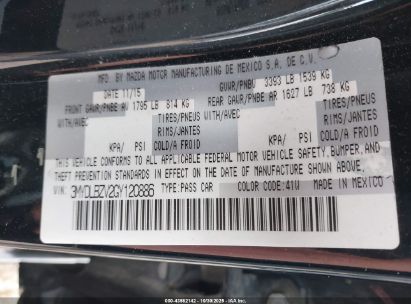 MFD. BY MAZDA MOTOR MANUFACTURING DE MEXICO S.A. DE C.V.
DATE 11/15 GVWR/PNBV 3393 LB 1539 KG
FRONT GAWR/PNBE AV 1795 LB 814 KG REAR GAWR/PNBE AR 1627 LB 738 KG
WITH/AVEC TIRES/PNEUS WITH/AVEC TIRES/PNEUS
RIMS/JANTES RIMS/JANTES
KPA/ PSI/ COLD/A FROID KPA/ PSI/ COLD/A FROID
THIS VEHICLE CONFORMS TO ALL APPLICABLE FEDERAL MOTOR VEHICLE SAFETY, BUMPER, AND
THEFT PREVENTION STANDARDS IN EFFECT ON THE DATE OF MANUFACTURE SHOWN ABOVE.
3MYDLBZV2GY120886 TYPE:PASS CAR COLOR:41U MADE IN MEXICO